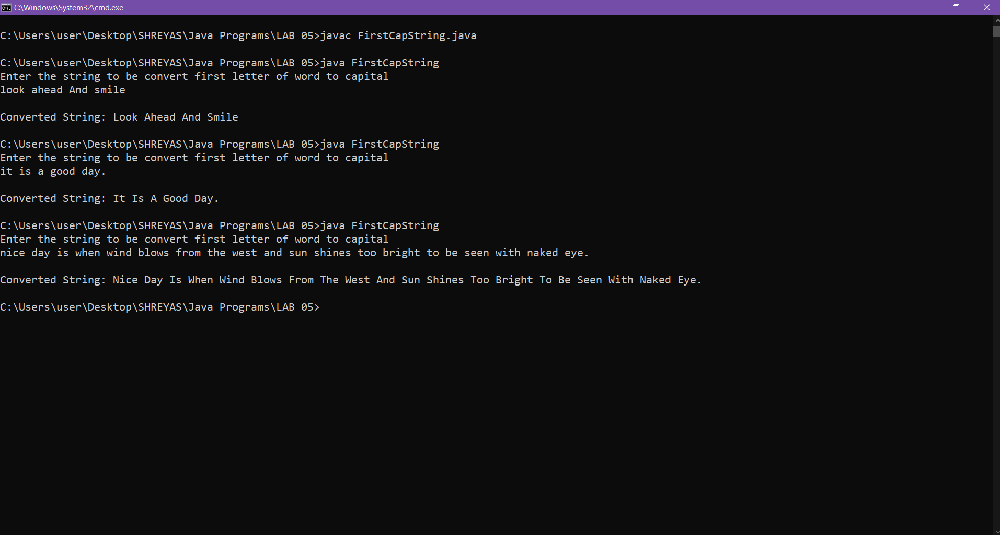 C:\Windows\System32\cmd.exe
C:\Users\user\Desktop\SHREYAS\Java Programs\LAB 05>javac FirstCapString.java
C:\Users\user\Desktop\SHREYAS\Java Programs\LAB 05>java FirstCapString
Enter the string to be convert first letter of word to capital
look ahead And smile
Converted String: Look Ahead And Smile
C:\Users\user\Desktop\SHREYAS\Java Programs\LAB 05>java FirstCapString
Enter the string to be convert first letter of word to capital
it is a good day.
Converted String: It Is A Good Day.
C:\Users\user\Desktop\SHREYAS\Java Programs\LAB 05>java FirstCapString
Enter the string to be convert first letter of word to capital
nice day is when wind blows from the west and sun shines too bright to be seen with naked eye.
Converted String: Nice Day Is When Wind Blows From The West And Sun Shines Too Bright To Be Seen With Naked Eye.
C:\Users\user\Desktop\SHREYAS\Java Programs\LAB 05>